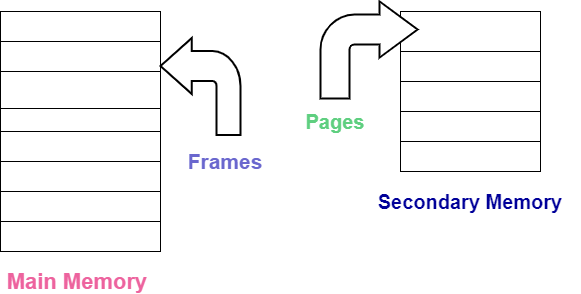 Pages
Frames
Secondary Memory
Main Memory